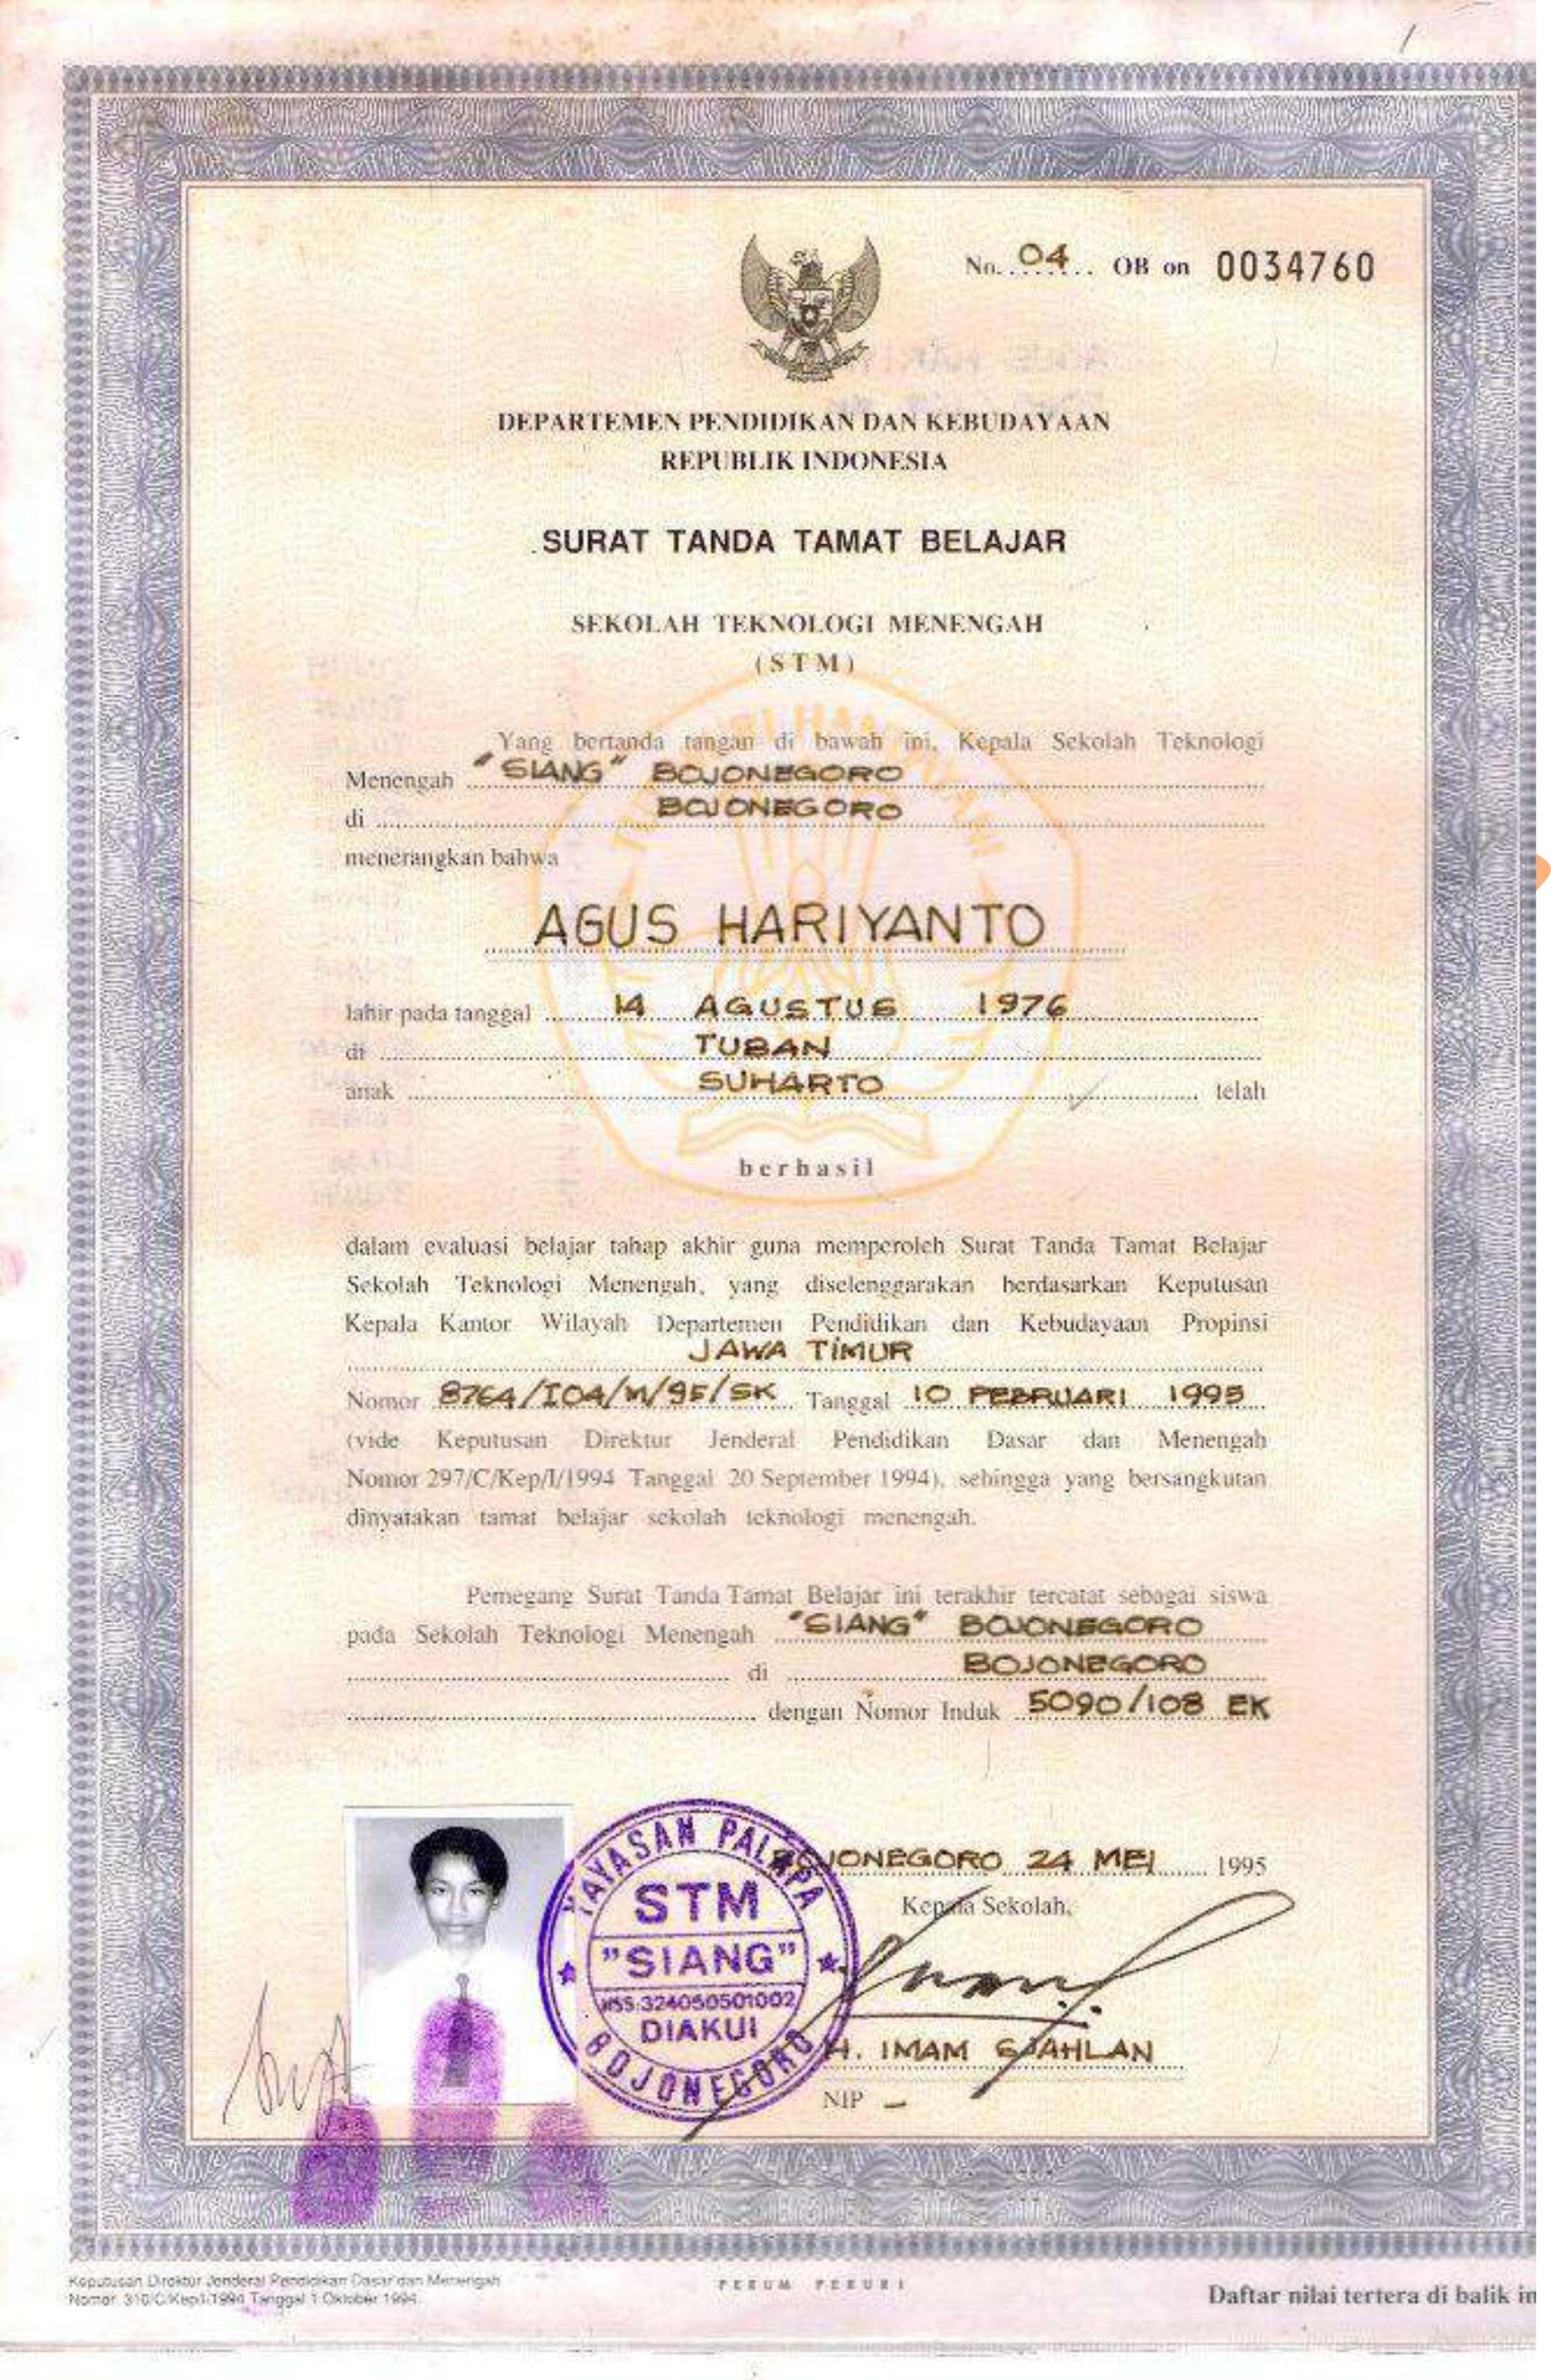 No. 04 OB on 0034760
DEPARTEMEN PENDIDIKAN DAN KEBUDAYAAN
REPUBLIK INDONESIA
SURAT TANDA TAMAT BELAJAR
SEKOLAH TEKNOLOGI MENENGAH
(STM)
Yang bertanda tangan di bawah ini, Kepala Sekolah Teknologi
Menengah "SIANG" BOJONEGORO
di BOJONEGORO
menerangkan bahwa
AGUS HARIYANTO
lahir pada tanggal 14 AGUSTUS 1976
di TUBAN
anak SUHARTO telah
berhasil
dalam evaluasi belajar tahap akhir guna memperoleh Surat Tanda Tamat Belajar
Sekolah Teknologi Menengah, yang diselenggarakan berdasarkan Keputusan
Kepala Kantor Wilayah Departemen Pendidikan dan Kebudayaan Propinsi
JAWA TIMUR
Nomor 8764/I04/M/95/SK Tanggal 10 PEBRUARI 1995
(vide Keputusan Direktur Jenderal Pendidikan Dasar dan Menengah
Nomor 297/C/Kep/I/1994 Tanggal 20 September 1994), sehingga yang bersangkutan
dinyatakan tamat belajar sekolah teknologi menengah.
Pemegang Surat Tanda Tamat Belajar ini terakhir tercatat sebagai siswa
pada Sekolah Teknologi Menengah "SIANG" BOJONEGORO
di BOJONEGORO
dengan Nomor Induk 5090/108 EK
BOJONEGORO 24 MEI 1995
Kepala Sekolah,
YAYASAN PALAPA
STM
"SIANG"
NSS:324050501002
DIAKUI
BOJONEGORO
H. IMAM SJAHLAN
NIP –
Keputusan Direktur Jenderal Pendidikan Dasar dan Menengah
Nomor 310/C/Kep/I/1994 Tanggal 1 Oktober 1994
PERUM PERURI
Daftar nilai tertera di balik in